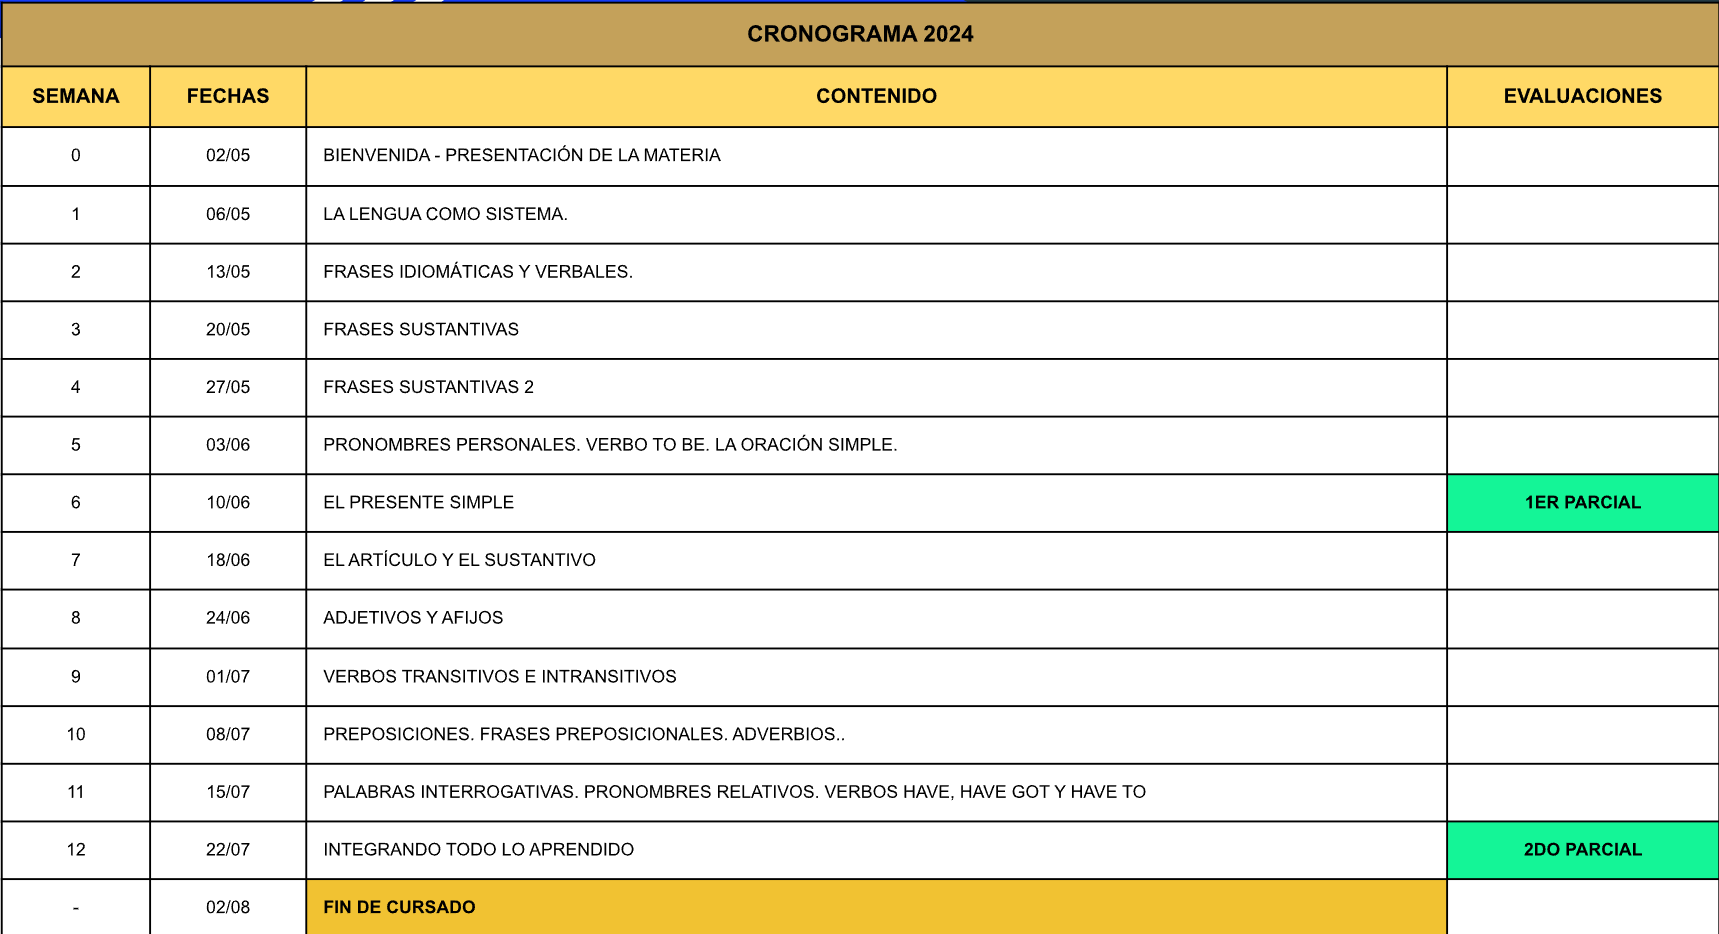 CRONOGRAMA 2024
SEMANA FECHAS CONTENIDO EVALUACIONES
0 02/05 BIENVENIDA - PRESENTACIÓN DE LA MATERIA
1 06/05 LA LENGUA COMO SISTEMA.
2 13/05 FRASES IDIOMÁTICAS Y VERBALES.
3 20/05 FRASES SUSTANTIVAS
4 27/05 FRASES SUSTANTIVAS 2
5 03/06 PRONOMBRES PERSONALES. VERBO TO BE. LA ORACIÓN SIMPLE.
6 10/06 EL PRESENTE SIMPLE 1ER PARCIAL
7 18/06 EL ARTÍCULO Y EL SUSTANTIVO
8 24/06 ADJETIVOS Y AFIJOS
9 01/07 VERBOS TRANSITIVOS E INTRANSITIVOS
10 08/07 PREPOSICIONES. FRASES PREPOSICIONALES. ADVERBIOS..
11 15/07 PALABRAS INTERROGATIVAS. PRONOMBRES RELATIVOS. VERBOS HAVE, HAVE GOT Y HAVE TO
12 22/07 INTEGRANDO TODO LO APRENDIDO 2DO PARCIAL
- 02/08 FIN DE CURSADO